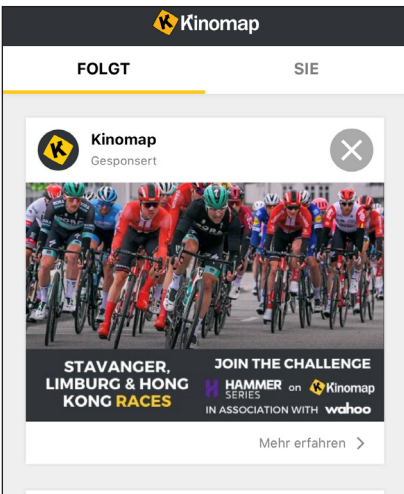 Kinomap
FOLGT
SIE
Kinomap
Gesponsert
STAVANGER,
LIMBURG & HONG
KONG RACES
JOIN THE CHALLENGE
HAMMER SERIES on Kinomap
IN ASSOCIATION WITH wahoo
Mehr erfahren